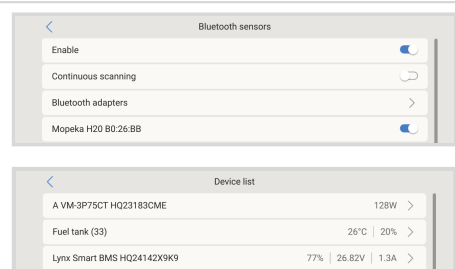 Bluetooth sensors
Enable
Continuous scanning
Bluetooth adapters
Mopeka H20 B0:26:BB
Device list
A VM-3P75CT HQ23183CME 128W
Fuel tank (33) 26°C 20%
Lynx Smart BMS HQ24142X9K9 77% 26.82V 1.3A